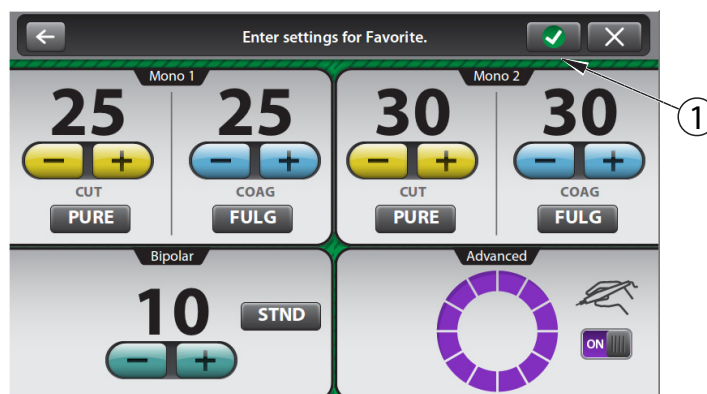 Enter settings for Favorite.
1
Mono 1
25 25
CUT COAG
PURE FULG
Mono 2
30 30
CUT COAG
PURE FULG
Bipolar
10 STND
Advanced
ON